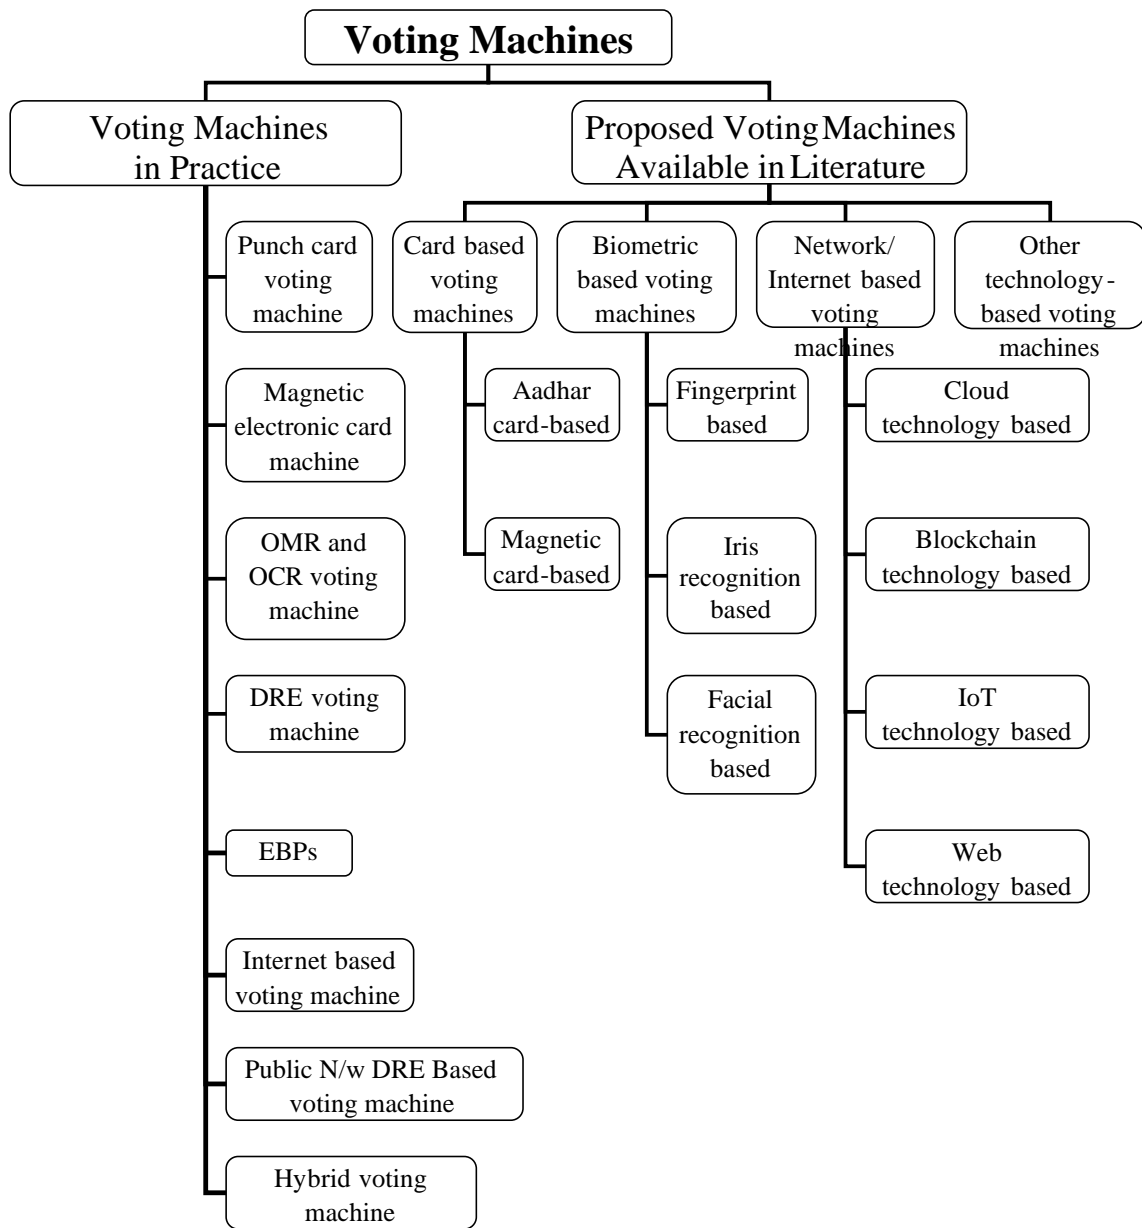 Voting Machines
Voting Machines
in Practice
Proposed Voting Machines
Available in Literature
Punch card
voting
machine
Magnetic
electronic card
machine
OMR and
OCR voting
machine
DRE voting
machine
EBPs
Internet based
voting machine
Public N/w DRE Based
voting machine
Hybrid voting
machine
Card based
voting
machines
Aadhar
card-based
Magnetic
card-based
Biometric
based voting
machines
Fingerprint
based
Iris
recognition
based
Facial
recognition
based
Network/
Internet based
voting
machines
Cloud
technology based
Blockchain
technology based
IoT
technology based
Web
technology based
Other
technology-
based voting
machines